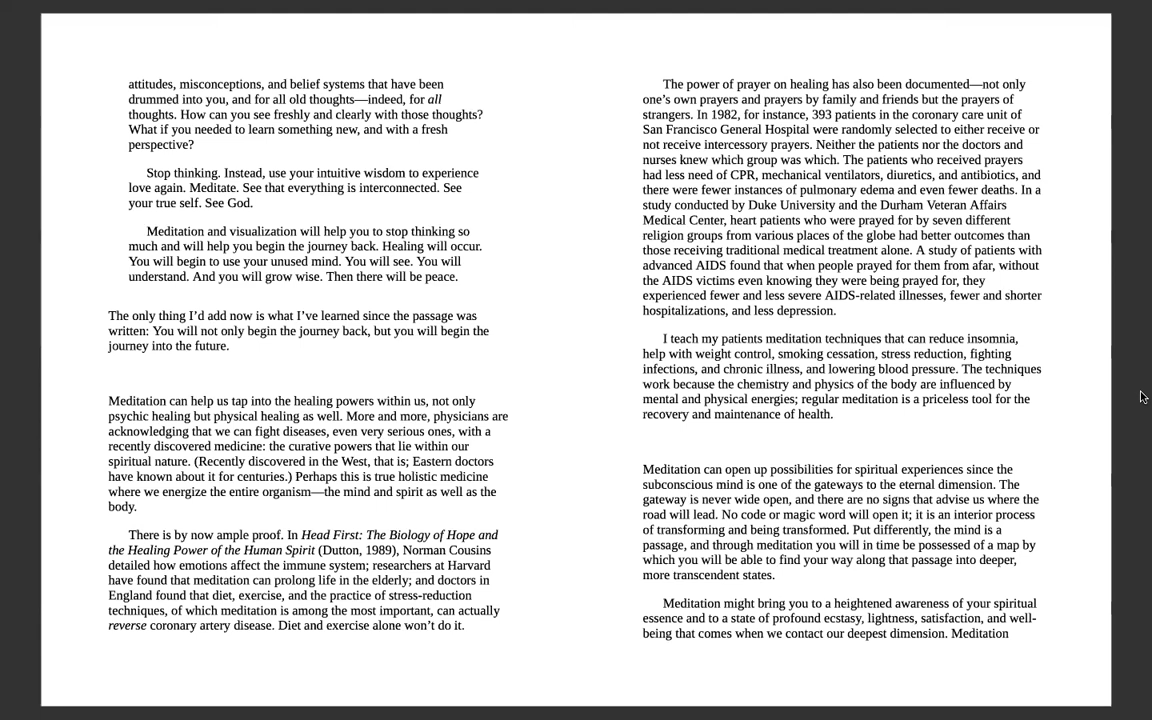 attitudes, misconceptions, and belief systems that have been
drummed into you, and for all old thoughts—indeed, for all
thoughts. How can you see freshly and clearly with those thoughts?
What if you needed to learn something new, and with a fresh
perspective?
Stop thinking. Instead, use your intuitive wisdom to experience
love again. Meditate. See that everything is interconnected. See
your true self. See God.
Meditation and visualization will help you to stop thinking so
much and will help you begin the journey back. Healing will occur.
You will begin to use your unused mind. You will see. You will
understand. And you will grow wise. Then there will be peace.
The only thing I’d add now is what I’ve learned since the passage was
written: You will not only begin the journey back, but you will begin the
journey into the future.
Meditation can help us tap into the healing powers within us, not only
psychic healing but physical healing as well. More and more, physicians are
acknowledging that we can fight diseases, even very serious ones, with a
recently discovered medicine: the curative powers that lie within our
spiritual nature. (Recently discovered in the West, that is; Eastern doctors
have known about it for centuries.) Perhaps this is true holistic medicine
where we energize the entire organism—the mind and spirit as well as the
body.
There is by now ample proof. In Head First: The Biology of Hope and
the Healing Power of the Human Spirit (Dutton, 1989), Norman Cousins
detailed how emotions affect the immune system; researchers at Harvard
have found that meditation can prolong life in the elderly; and doctors in
England found that diet, exercise, and the practice of stress-reduction
techniques, of which meditation is among the most important, can actually
reverse coronary artery disease. Diet and exercise alone won’t do it.
The power of prayer on healing has also been documented—not only
one’s own prayers and prayers by family and friends but the prayers of
strangers. In 1982, for instance, 393 patients in the coronary care unit of
San Francisco General Hospital were randomly selected to either receive or
not receive intercessory prayers. Neither the patients nor the doctors and
nurses knew which group was which. The patients who received prayers
had less need of CPR, mechanical ventilators, diuretics, and antibiotics, and
there were fewer instances of pulmonary edema and even fewer deaths. In a
study conducted by Duke University and the Durham Veteran Affairs
Medical Center, heart patients who were prayed for by seven different
religion groups from various places of the globe had better outcomes than
those receiving traditional medical treatment alone. A study of patients with
advanced AIDS found that when people prayed for them from afar, without
the AIDS victims even knowing they were being prayed for, they
experienced fewer and less severe AIDS-related illnesses, fewer and shorter
hospitalizations, and less depression.
I teach my patients meditation techniques that can reduce insomnia,
help with weight control, smoking cessation, stress reduction, fighting
infections, and chronic illness, and lowering blood pressure. The techniques
work because the chemistry and physics of the body are influenced by
mental and physical energies; regular meditation is a priceless tool for the
recovery and maintenance of health.
Meditation can open up possibilities for spiritual experiences since the
subconscious mind is one of the gateways to the eternal dimension. The
gateway is never wide open, and there are no signs that advise us where the
road will lead. No code or magic word will open it; it is an interior process
of transforming and being transformed. Put differently, the mind is a
passage, and through meditation you will in time be possessed of a map by
which you will be able to find your way along that passage into deeper,
more transcendent states.
Meditation might bring you to a heightened awareness of your spiritual
essence and to a state of profound ecstasy, lightness, satisfaction, and well-
being that comes when we contact our deepest dimension. Meditation